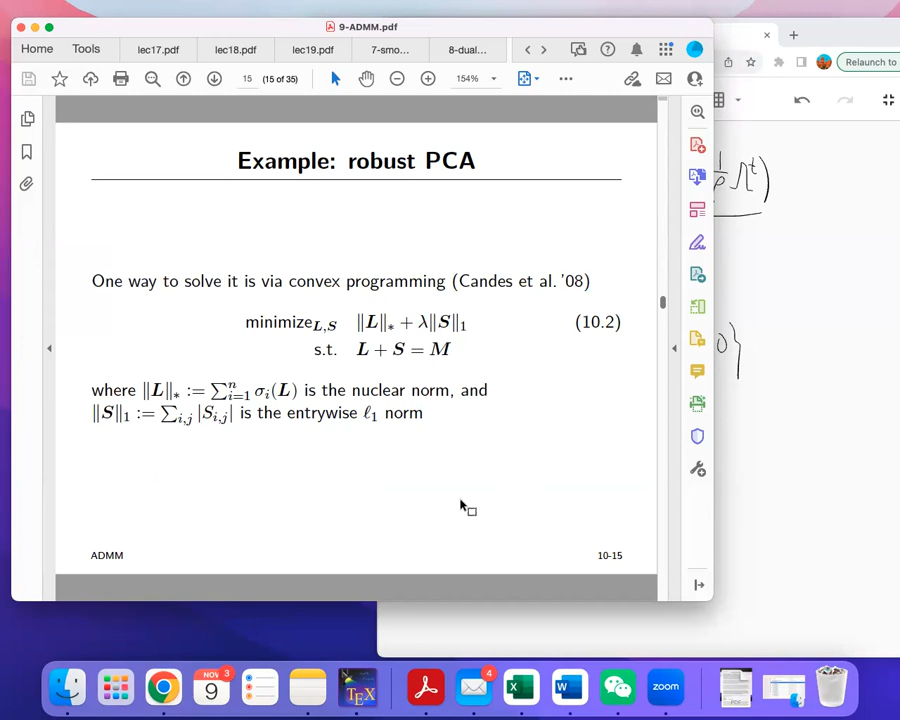 9-ADMM.pdf
Home Tools lec17.pdf lec18.pdf lec19.pdf 7-smo... 8-dual...
15 (15 of 35) 154%
Relaunch to
Example: robust PCA
One way to solve it is via convex programming (Candes et al. '08)
minimize_{L,S} ‖L‖_* + λ‖S‖_1 (10.2)
s.t. L + S = M
where ‖L‖_* := ∑_{i=1}^n σ_i(L) is the nuclear norm, and
‖S‖_1 := ∑_{i,j} |S_{i,j}| is the entrywise ℓ_1 norm
ADMM 10-15
1/ρ Λ^t)
0}
NOV 3
9
TEX
4
zoom